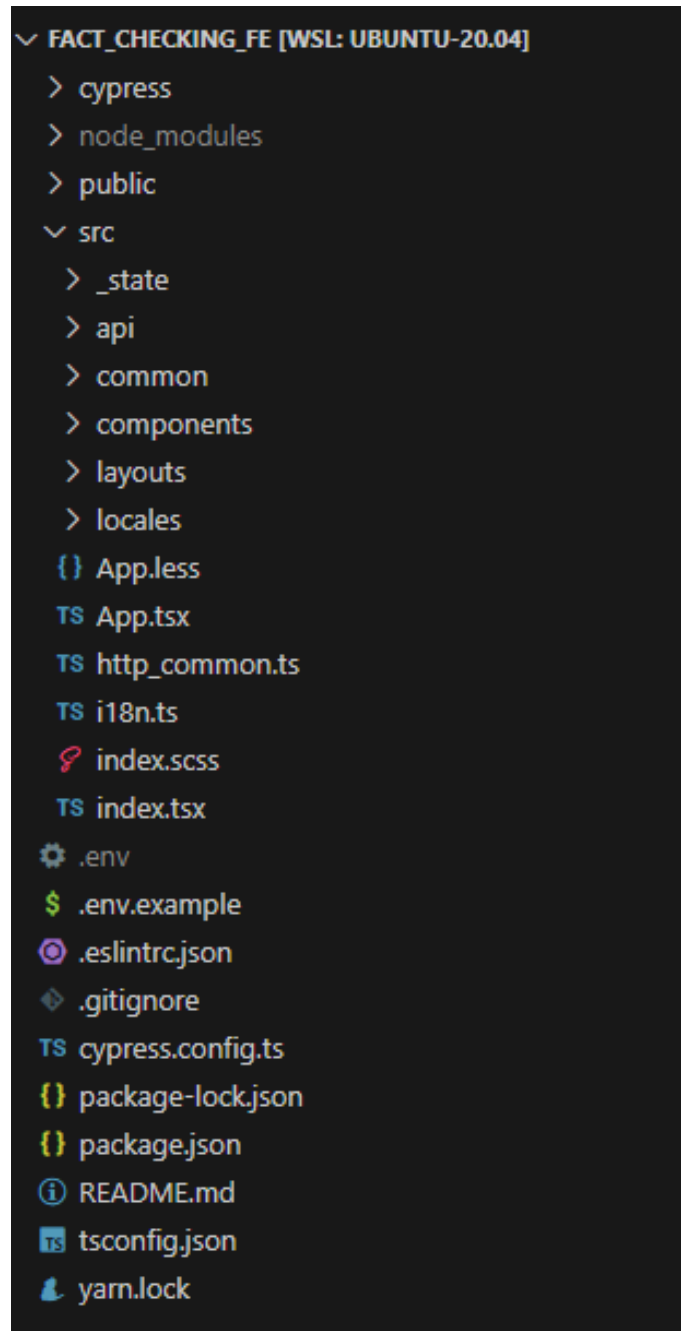 FACT_CHECKING_FE [WSL: UBUNTU-20.04]
cypress
node_modules
public
src
_state
api
common
components
layouts
locales
{} App.less
TS App.tsx
TS http_common.ts
TS i18n.ts
index.scss
TS index.tsx
.env
$ .env.example
.eslintrc.json
.gitignore
TS cypress.config.ts
{} package-lock.json
{} package.json
README.md
TS tsconfig.json
yarn.lock